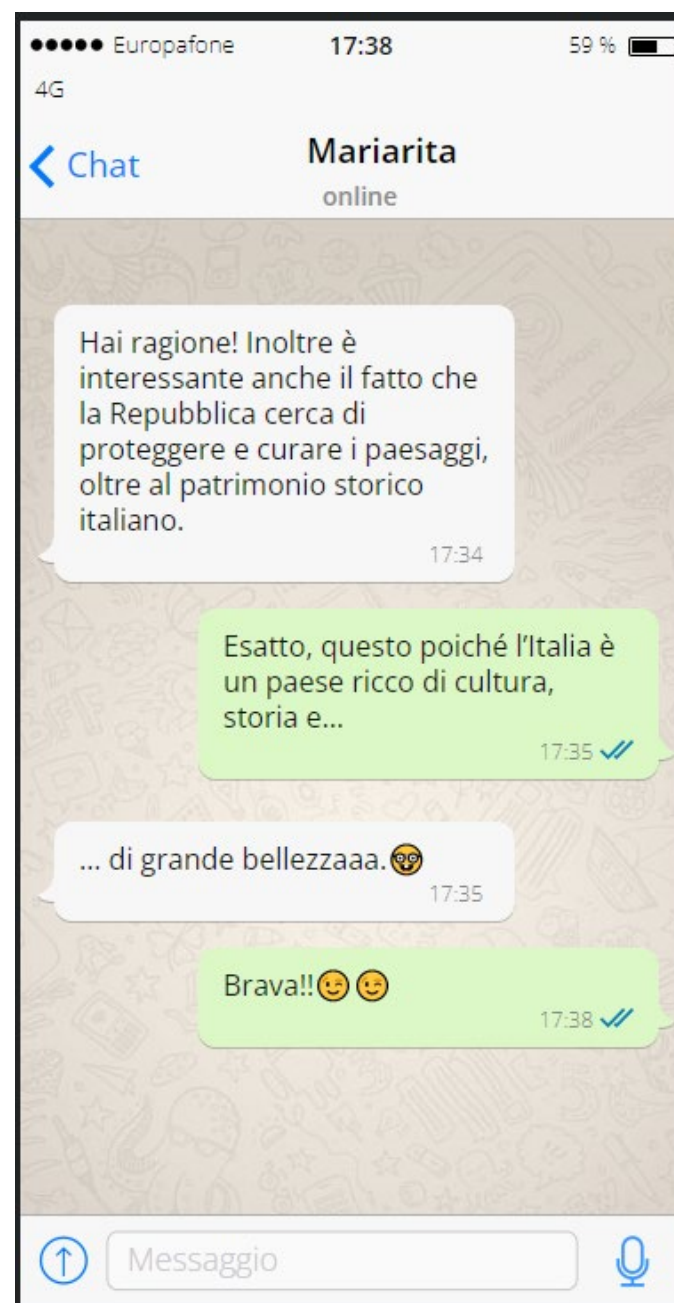 ●●●●● Europafone 17:38 59 %
4G
Chat Mariarita
online
Hai ragione! Inoltre è
interessante anche il fatto che
la Repubblica cerca di
proteggere e curare i paesaggi,
oltre al patrimonio storico
italiano.
17:34
Esatto, questo poiché l’Italia è
un paese ricco di cultura,
storia e...
17:35
... di grande bellezzaaa.🤓
17:35
Brava!!😉😉
17:38
Messaggio